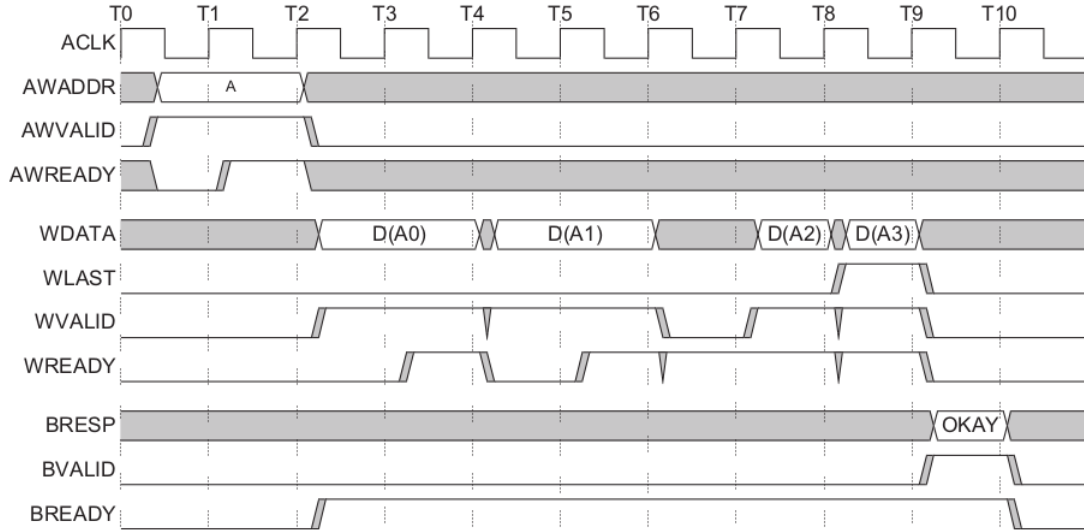 T0 T1 T2 T3 T4 T5 T6 T7 T8 T9 T10
ACLK
AWADDR A
AWVALID
AWREADY
WDATA D(A0) D(A1) D(A2) D(A3)
WLAST
WVALID
WREADY
BRESP OKAY
BVALID
BREADY